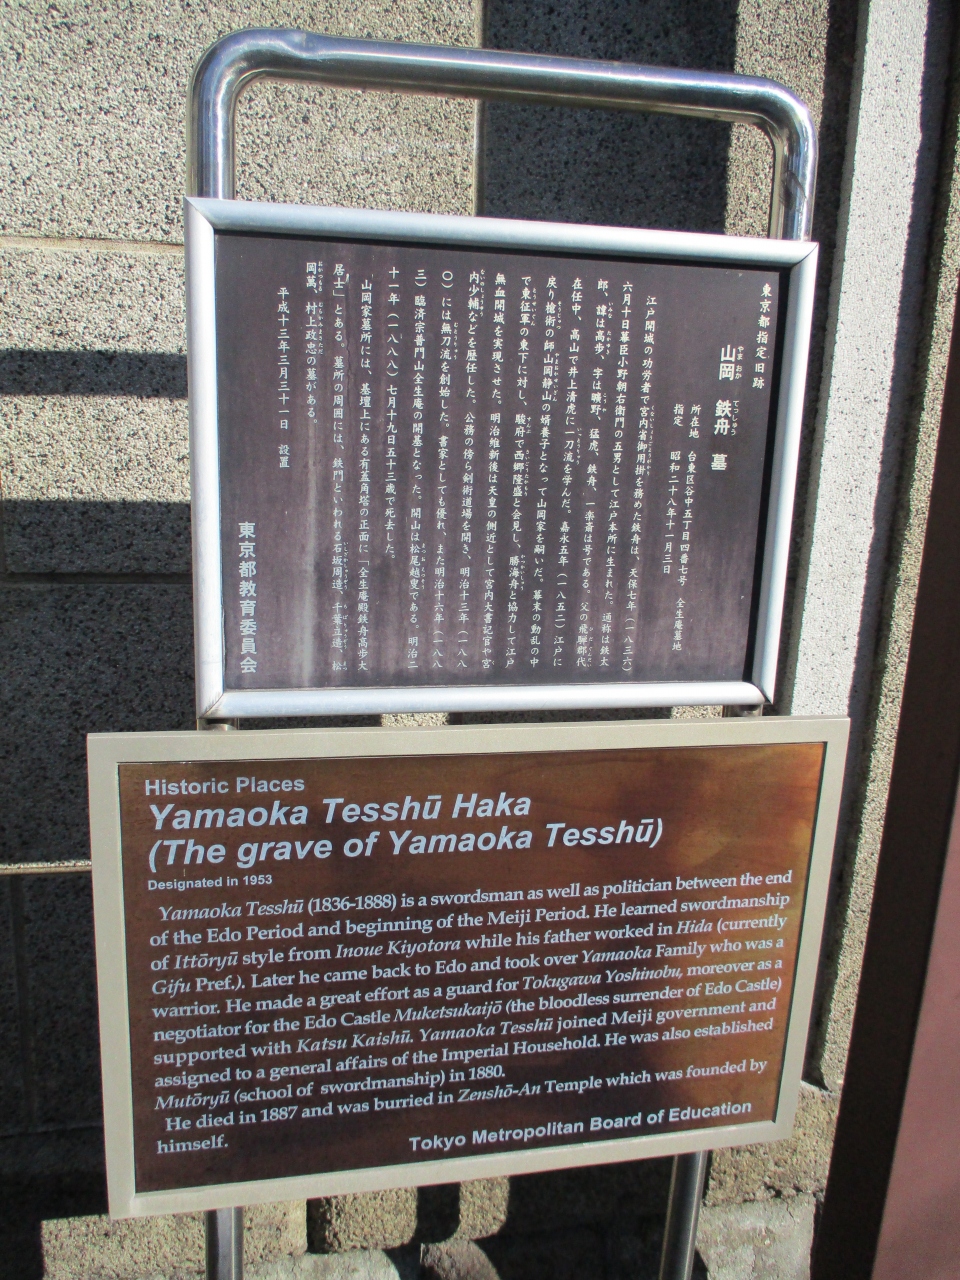 東京都指定旧跡
山岡 鉄舟 墓
やま おか てつしゅう
所在地 台東区谷中五丁目四番七号 全生庵墓地
指定 昭和二十八年十一月三日
江戸開城の功労者で宮内省御用掛を務めた鉄舟は、天保七年(一八三六)
六月十日幕臣小野朝右衛門の五男として江戸本所に生まれた。通称は鉄太
郎、諱は高歩、字は曠野、猛虎、鉄舟、一楽斎は号である。父の飛騨郡代
在任中、高山で井上清虎に一刀流を学んだ。嘉永五年(一八五二)江戸に
戻り槍術の師山岡静山の婿養子となって山岡家を嗣いだ。幕末の動乱の中
で東征軍の東下に対し、駿府で西郷隆盛と会見し、勝海舟と協力して江戸
無血開城を実現させた。明治維新後は天皇の側近として宮内大書記官や宮
内少輔などを歴任した。公務の傍ら剣術道場を開き、明治十三年(一八八
〇)には無刀流を創始した。書家としても優れ、また明治十六年(一八八
三)臨済宗普門山全生庵の開基となった。開山は松尾越叟である。明治二
十一年(一八八八)七月十九日五十三歳で死去した。
山岡家墓所には、墓壇上にある有蓋角塔の正面に「全生庵殿鉄舟高歩大
居士」とある。墓所の周囲には、鉄門といわれる石坂周造、千葉立造、松
岡萬、村上政忠の墓がある。
平成十三年三月三十一日 設置
東京都教育委員会
Historic Places
Yamaoka Tesshū Haka
(The grave of Yamaoka Tesshū)
Designated in 1953
Yamaoka Tesshū (1836-1888) is a swordsman as well as politician between the end
of the Edo Period and beginning of the Meiji Period. He learned swordmanship
of Ittōryū style from Inoue Kiyotora while his father worked in Hida (currently
Gifu Pref.). Later he came back to Edo and took over Yamaoka Family who was a
warrior. He made a great effort as a guard for Tokugawa Yoshinobu, moreover as a
negotiator for the Edo Castle Muketsukaijō (the bloodless surrender of Edo Castle)
supported with Katsu Kaishū. Yamaoka Tesshū joined Meiji government and
assigned to a general affairs of the Imperial Household. He was also established
Mutōryū (school of swordmanship) in 1880.
He died in 1887 and was burried in Zenshō-An Temple which was founded by
himself.
Tokyo Metropolitan Board of Education